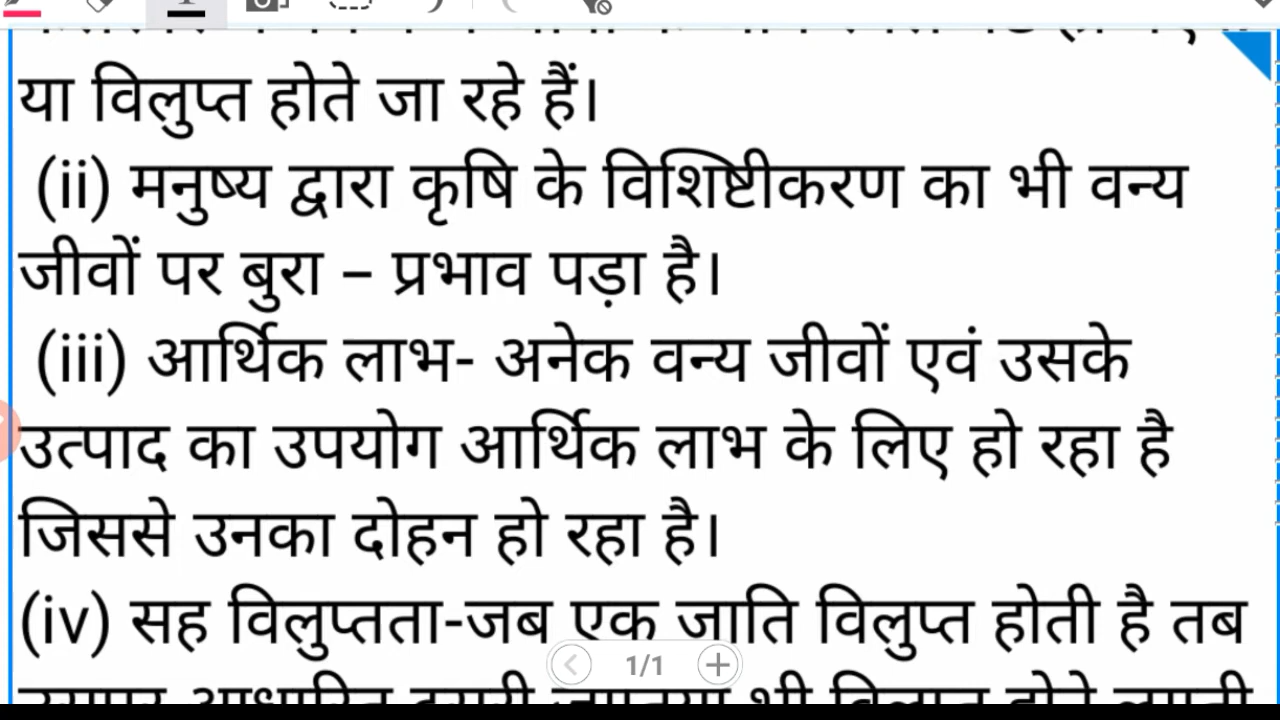 या विलुप्त होते जा रहे हैं।
(ii) मनुष्य द्वारा कृषि के विशिष्टीकरण का भी वन्य
जीवों पर बुरा – प्रभाव पड़ा है।
(iii) आर्थिक लाभ- अनेक वन्य जीवों एवं उसके
उत्पाद का उपयोग आर्थिक लाभ के लिए हो रहा है
जिससे उनका दोहन हो रहा है।
(iv) सह विलुप्तता-जब एक जाति विलुप्त होती है तब
1/1